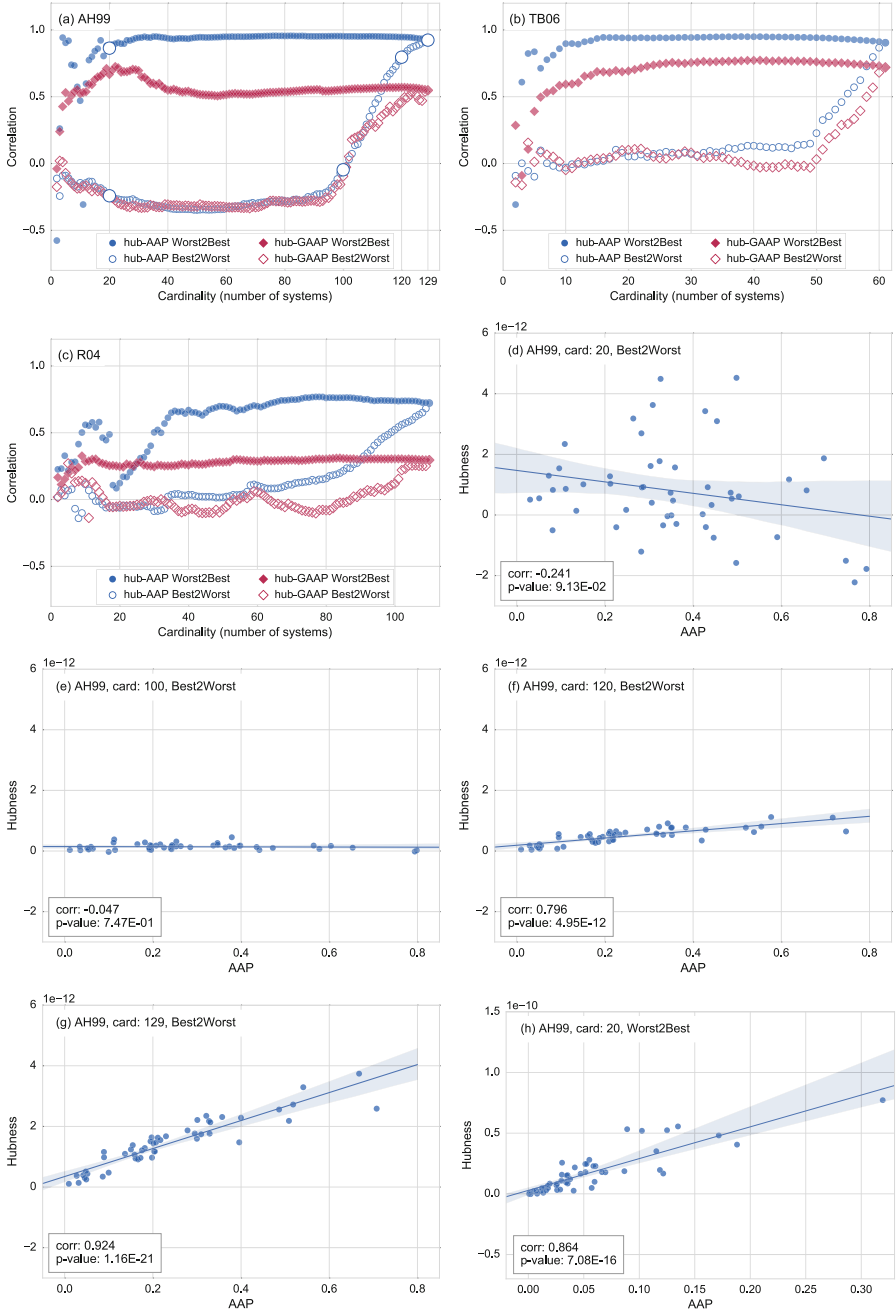 (a) AH99
1.0
0.5
0.0
−0.5
Correlation
hub-AAP Worst2Best
hub-GAAP Worst2Best
hub-AAP Best2Worst
hub-GAAP Best2Worst
0 20 40 60 80 100 120 129
Cardinality (number of systems)
(b) TB06
1.0
0.5
0.0
−0.5
Correlation
hub-AAP Worst2Best
hub-GAAP Worst2Best
hub-AAP Best2Worst
hub-GAAP Best2Worst
0 10 20 30 40 50 60
Cardinality (number of systems)
(c) R04
1.0
0.5
0.0
−0.5
Correlation
hub-AAP Worst2Best
hub-GAAP Worst2Best
hub-AAP Best2Worst
hub-GAAP Best2Worst
0 20 40 60 80 100
Cardinality (number of systems)
1e-12
(d) AH99, card: 20, Best2Worst
6
4
2
0
−2
Hubness
corr: -0.241
p-value: 9.13E-02
0.0 0.2 0.4 0.6 0.8
AAP
1e-12
(e) AH99, card: 100, Best2Worst
6
4
2
0
−2
Hubness
corr: -0.047
p-value: 7.47E-01
0.0 0.2 0.4 0.6 0.8
AAP
1e-12
(f) AH99, card: 120, Best2Worst
6
4
2
0
−2
Hubness
corr: 0.796
p-value: 4.95E-12
0.0 0.2 0.4 0.6 0.8
AAP
1e-12
(g) AH99, card: 129, Best2Worst
6
4
2
0
−2
Hubness
corr: 0.924
p-value: 1.16E-21
0.0 0.2 0.4 0.6 0.8
AAP
1e-10
(h) AH99, card: 20, Worst2Best
1.5
1.0
0.5
0.0
−0.5
Hubness
corr: 0.864
p-value: 7.08E-16
0.00 0.05 0.10 0.15 0.20 0.25 0.30
AAP